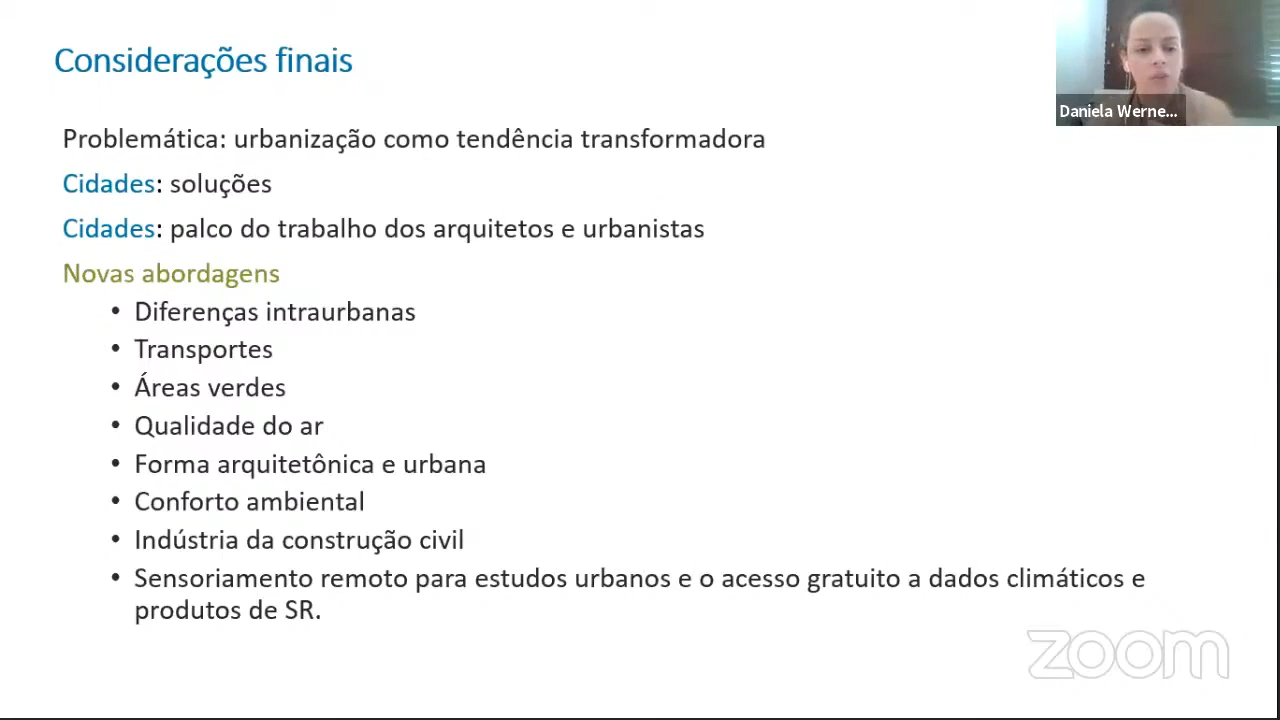 Considerações finais
Daniela Werne...
Problemática: urbanização como tendência transformadora
Cidades: soluções
Cidades: palco do trabalho dos arquitetos e urbanistas
Novas abordagens
• Diferenças intraurbanas
• Transportes
• Áreas verdes
• Qualidade do ar
• Forma arquitetônica e urbana
• Conforto ambiental
• Indústria da construção civil
• Sensoriamento remoto para estudos urbanos e o acesso gratuito a dados climáticos e
produtos de SR.
zoom